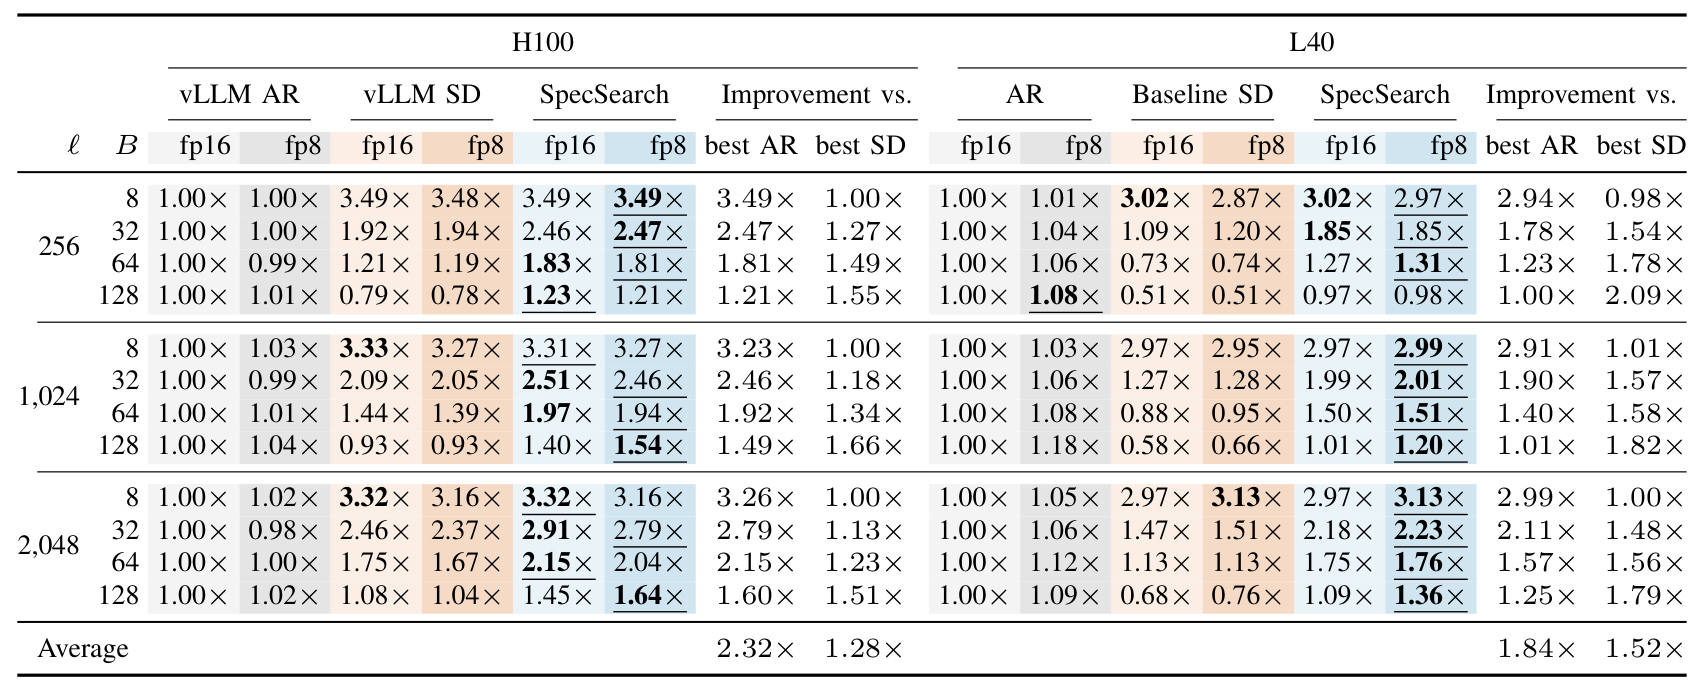 H100 L40
vLLM AR vLLM SD SpecSearch Improvement vs. AR Baseline SD SpecSearch Improvement vs.
ℓ B fp16 fp8 fp16 fp8 fp16 fp8 best AR best SD fp16 fp8 fp16 fp8 fp16 fp8 best AR best SD
256
8 1.00× 1.00× 3.49× 3.48× 3.49× 3.49× 3.49× 1.00× 1.00× 1.01× 3.02× 2.87× 3.02× 2.97× 2.94× 0.98×
32 1.00× 1.00× 1.92× 1.94× 2.46× 2.47× 2.47× 1.27× 1.00× 1.04× 1.09× 1.20× 1.85× 1.85× 1.78× 1.54×
64 1.00× 0.99× 1.21× 1.19× 1.83× 1.81× 1.81× 1.49× 1.00× 1.06× 0.73× 0.74× 1.27× 1.31× 1.23× 1.78×
128 1.00× 1.01× 0.79× 0.78× 1.23× 1.21× 1.21× 1.55× 1.00× 1.08× 0.51× 0.51× 0.97× 0.98× 1.00× 2.09×
1,024
8 1.00× 1.03× 3.33× 3.27× 3.31× 3.27× 3.23× 1.00× 1.00× 1.03× 2.97× 2.95× 2.97× 2.99× 2.91× 1.01×
32 1.00× 0.99× 2.09× 2.05× 2.51× 2.46× 2.46× 1.18× 1.00× 1.06× 1.27× 1.28× 1.99× 2.01× 1.90× 1.57×
64 1.00× 1.01× 1.44× 1.39× 1.97× 1.94× 1.92× 1.34× 1.00× 1.08× 0.88× 0.95× 1.50× 1.51× 1.40× 1.58×
128 1.00× 1.04× 0.93× 0.93× 1.40× 1.54× 1.49× 1.66× 1.00× 1.18× 0.58× 0.66× 1.01× 1.20× 1.01× 1.82×
2,048
8 1.00× 1.02× 3.32× 3.16× 3.32× 3.16× 3.26× 1.00× 1.00× 1.05× 2.97× 3.13× 2.97× 3.13× 2.99× 1.00×
32 1.00× 0.98× 2.46× 2.37× 2.91× 2.79× 2.79× 1.13× 1.00× 1.06× 1.47× 1.51× 2.18× 2.23× 2.11× 1.48×
64 1.00× 1.00× 1.75× 1.67× 2.15× 2.04× 2.15× 1.23× 1.00× 1.12× 1.13× 1.13× 1.75× 1.76× 1.57× 1.56×
128 1.00× 1.02× 1.08× 1.04× 1.45× 1.64× 1.60× 1.51× 1.00× 1.09× 0.68× 0.76× 1.09× 1.36× 1.25× 1.79×
Average 2.32× 1.28× 1.84× 1.52×